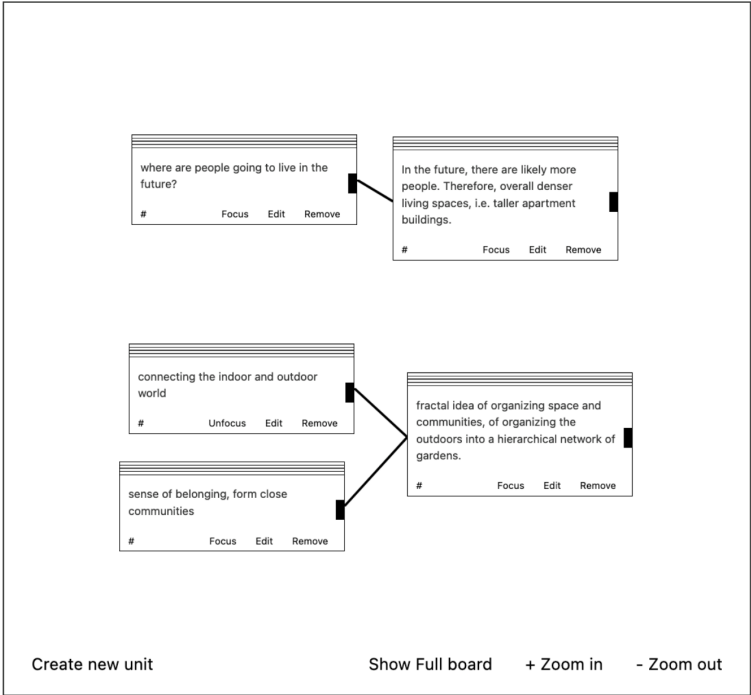 where are people going to live in the
future?
# Focus Edit Remove
In the future, there are likely more
people. Therefore, overall denser
living spaces, i.e. taller apartment
buildings.
# Focus Edit Remove
connecting the indoor and outdoor
world
# Unfocus Edit Remove
sense of belonging, form close
communities
# Focus Edit Remove
fractal idea of organizing space and
communities, of organizing the
outdoors into a hierarchical network of
gardens.
# Focus Edit Remove
Create new unit Show Full board + Zoom in - Zoom out